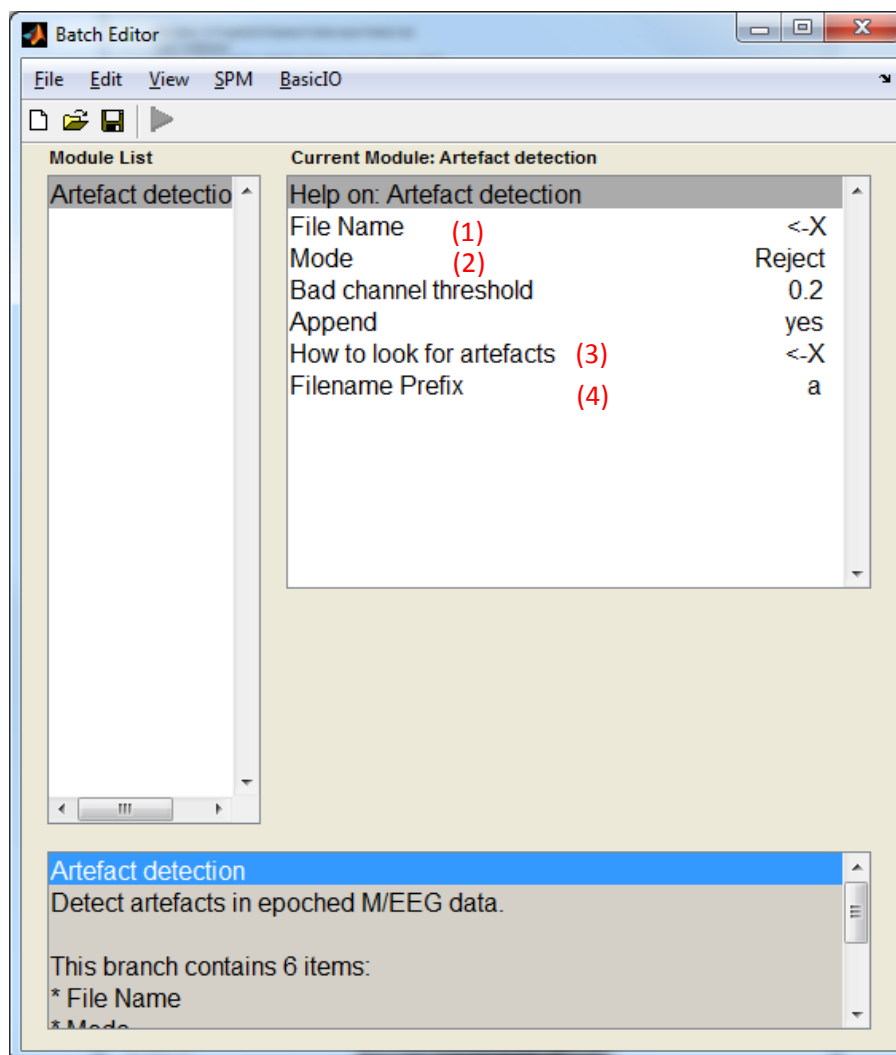 Batch Editor
File Edit View SPM BasicIO
Module List
Current Module: Artefact detection
Artefact detectio
Help on: Artefact detection
File Name (1) <-X
Mode (2) Reject
Bad channel threshold 0.2
Append yes
How to look for artefacts (3) <-X
Filename Prefix (4) a
Artefact detection
Detect artefacts in epoched M/EEG data.
This branch contains 6 items:
* File Name
* Mode